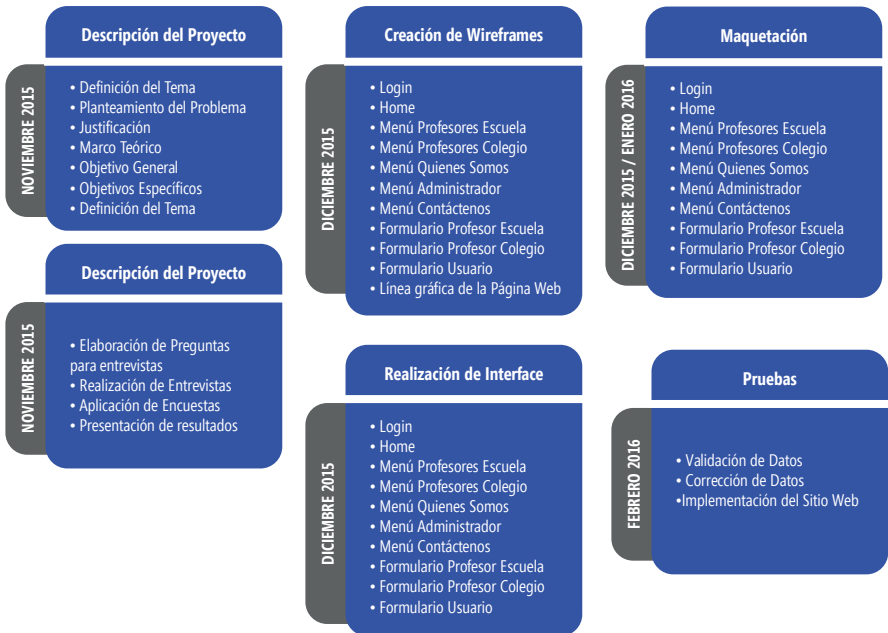 Descripción del Proyecto
NOVIEMBRE 2015
• Definición del Tema
• Planteamiento del Problema
• Justificación
• Marco Teórico
• Objetivo General
• Objetivos Específicos
• Definición del Tema
Descripción del Proyecto
NOVIEMBRE 2015
• Elaboración de Preguntas
para entrevistas
• Realización de Entrevistas
• Aplicación de Encuestas
• Presentación de resultados
Creación de Wireframes
DICIEMBRE 2015
• Login
• Home
• Menú Profesores Escuela
• Menú Profesores Colegio
• Menú Quienes Somos
• Menú Administrador
• Menú Contáctenos
• Formulario Profesor Escuela
• Formulario Profesor Colegio
• Formulario Usuario
• Línea gráfica de la Página Web
Realización de Interface
DICIEMBRE 2015
• Login
• Home
• Menú Profesores Escuela
• Menú Profesores Colegio
• Menú Quienes Somos
• Menú Administrador
• Menú Contáctenos
• Formulario Profesor Escuela
• Formulario Profesor Colegio
• Formulario Usuario
Maquetación
DICIEMBRE 2015 / ENERO 2016
• Login
• Home
• Menú Profesores Escuela
• Menú Profesores Colegio
• Menú Quienes Somos
• Menú Administrador
• Menú Contáctenos
• Formulario Profesor Escuela
• Formulario Profesor Colegio
• Formulario Usuario
Pruebas
FEBRERO 2016
• Validación de Datos
• Corrección de Datos
•Implementación del Sitio Web